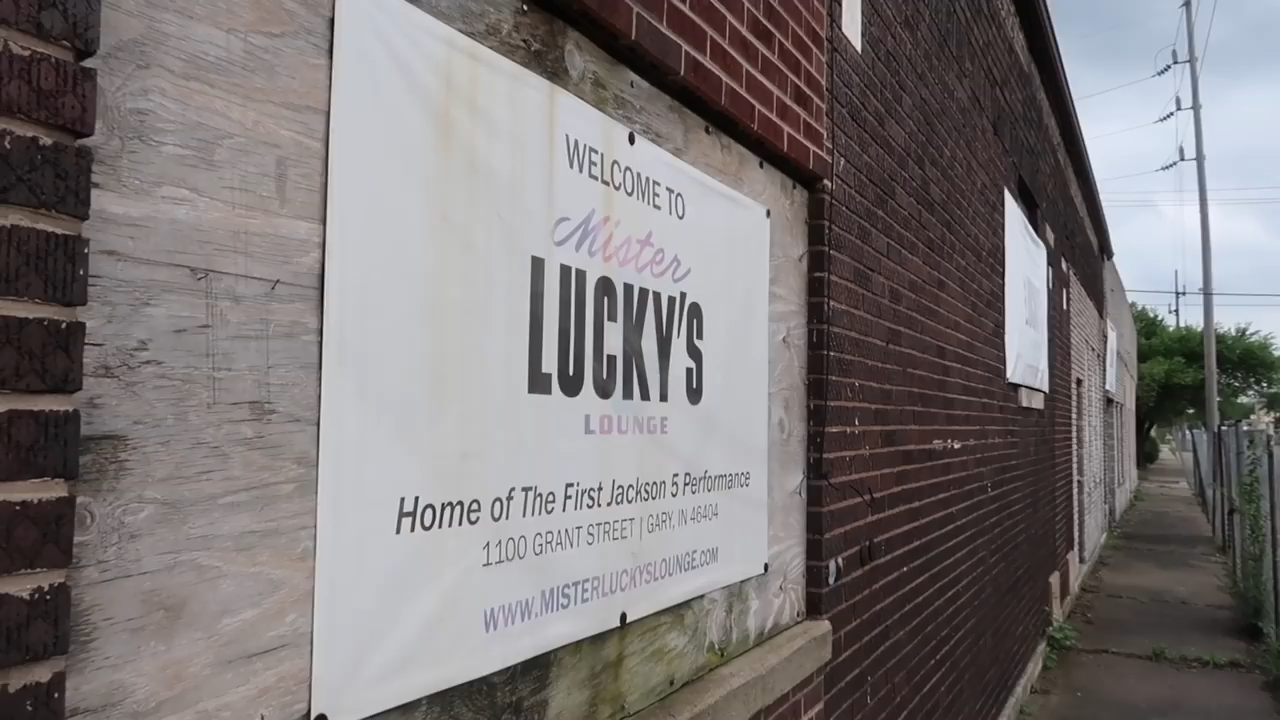 WELCOME TO
Mister
LUCKY'S
LOUNGE
Home of The First Jackson 5 Performance
1100 GRANT STREET | GARY, IN 46404
WWW.MISTERLUCKYSLOUNGE.COM